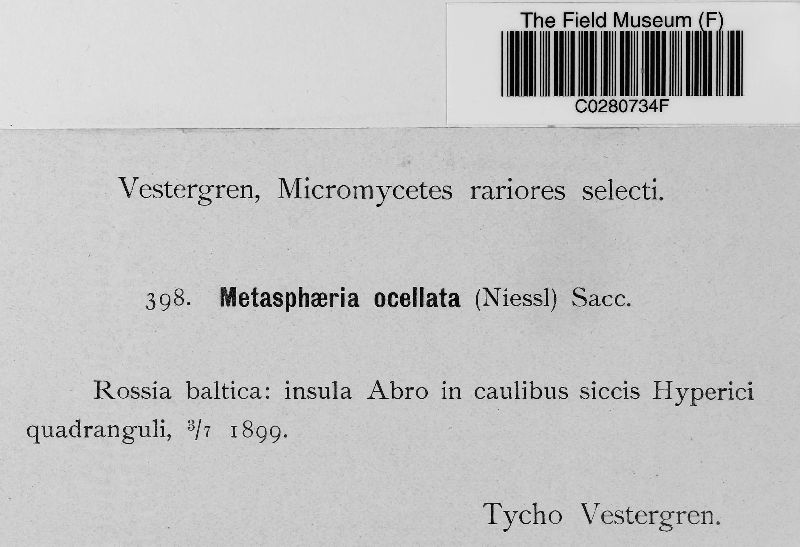 The Field Museum (F)
C0280734F
Vestergren, Micromycetes rariores selecti.
398. Metasphæria ocellata (Niessl) Sacc.
Rossia baltica: insula Abro in caulibus siccis Hyperici
quadranguli, 3/7 1899.
Tycho Vestergren.